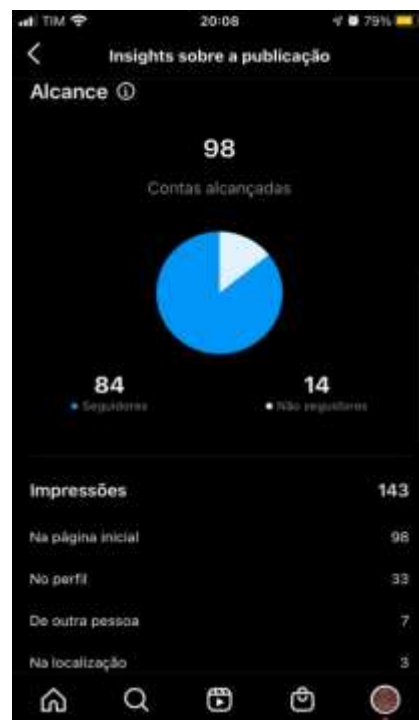 TIM 20:08 79%
Insights sobre a publicação
Alcance
98
Contas alcançadas
84 14
Seguidores Não seguidores
Impressões 143
Na página inicial 98
No perfil 33
De outra pessoa 7
Na localização 3